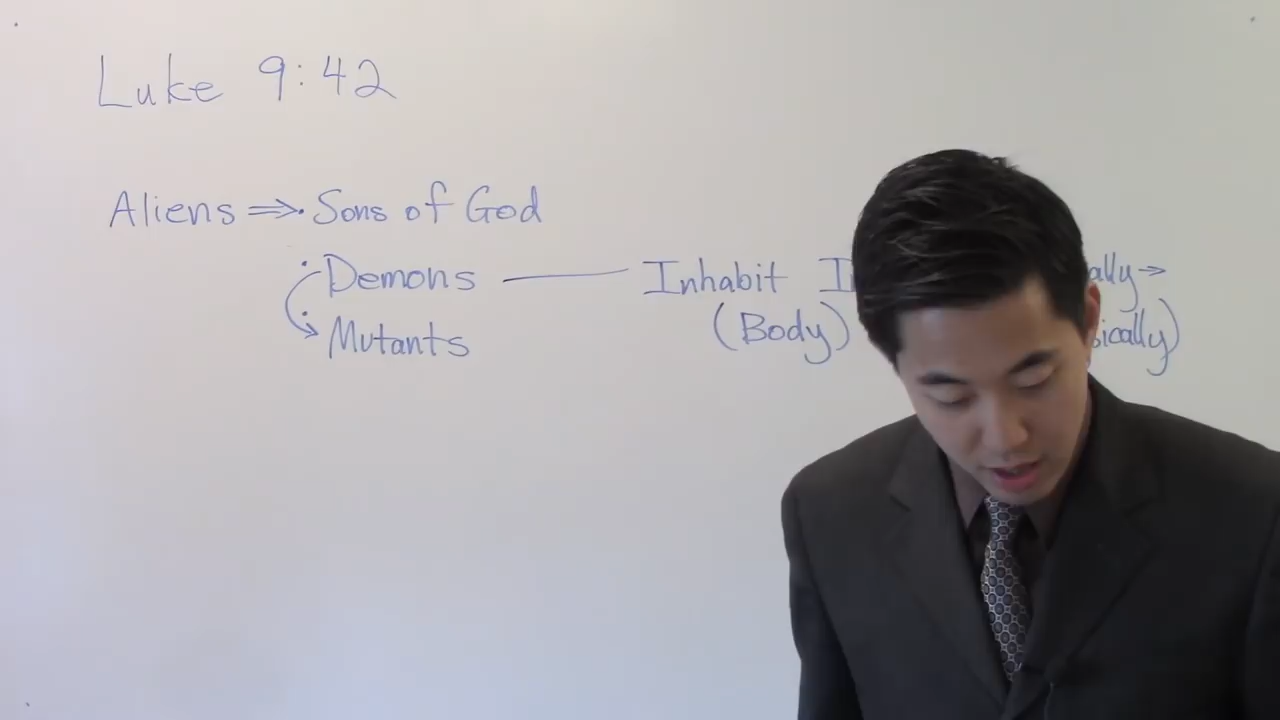 Luke 9:42
Aliens ⇒ · Sons of God
· Demons — Inhabit
· Mutants (Body)